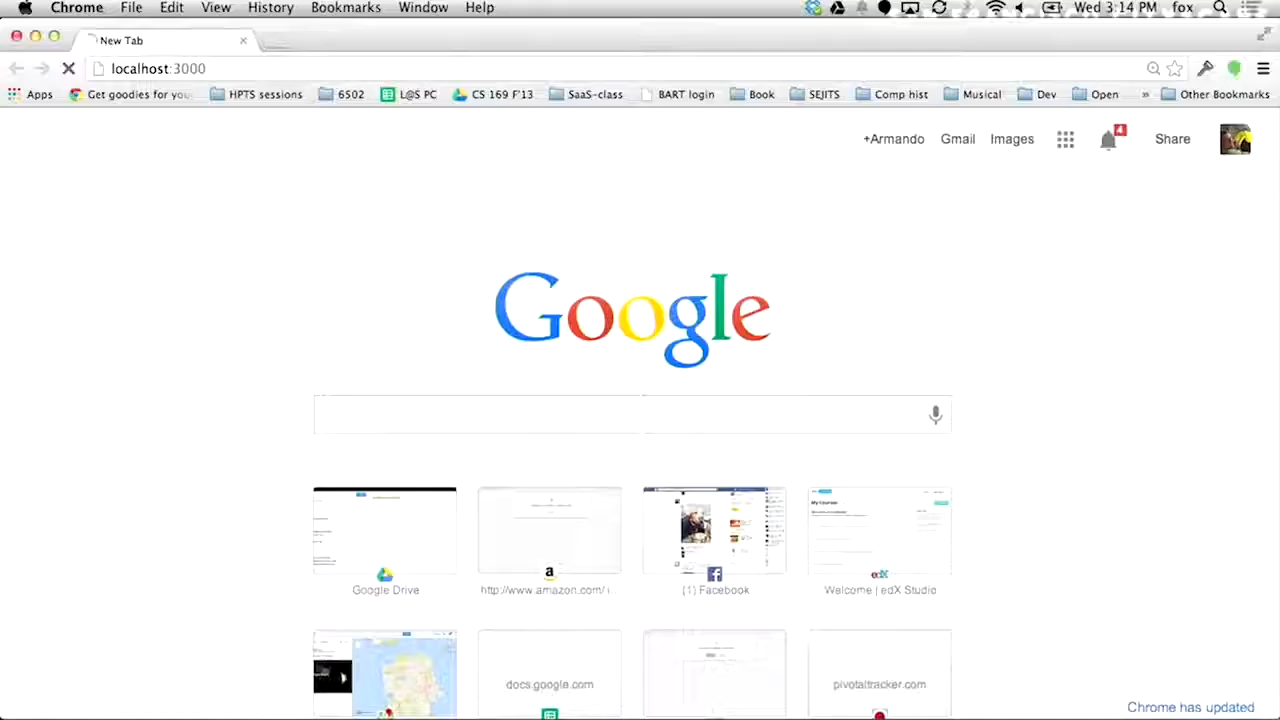 Chrome File Edit View History Bookmarks Window Help Wed 3:14 PM fox
New Tab
localhost:3000
Apps Get goodies for you HPTS sessions 6502 L@S PC CS 169 F'13 SaaS-class BART login Book SEJITS Comp hist Musical Dev Open » Other Bookmarks
+Armando Gmail Images 4 Share
Google
Google Drive http://www.amazon.com/ (1) Facebook Welcome | edX Studio
docs.google.com pivotaltracker.com
Chrome has updated